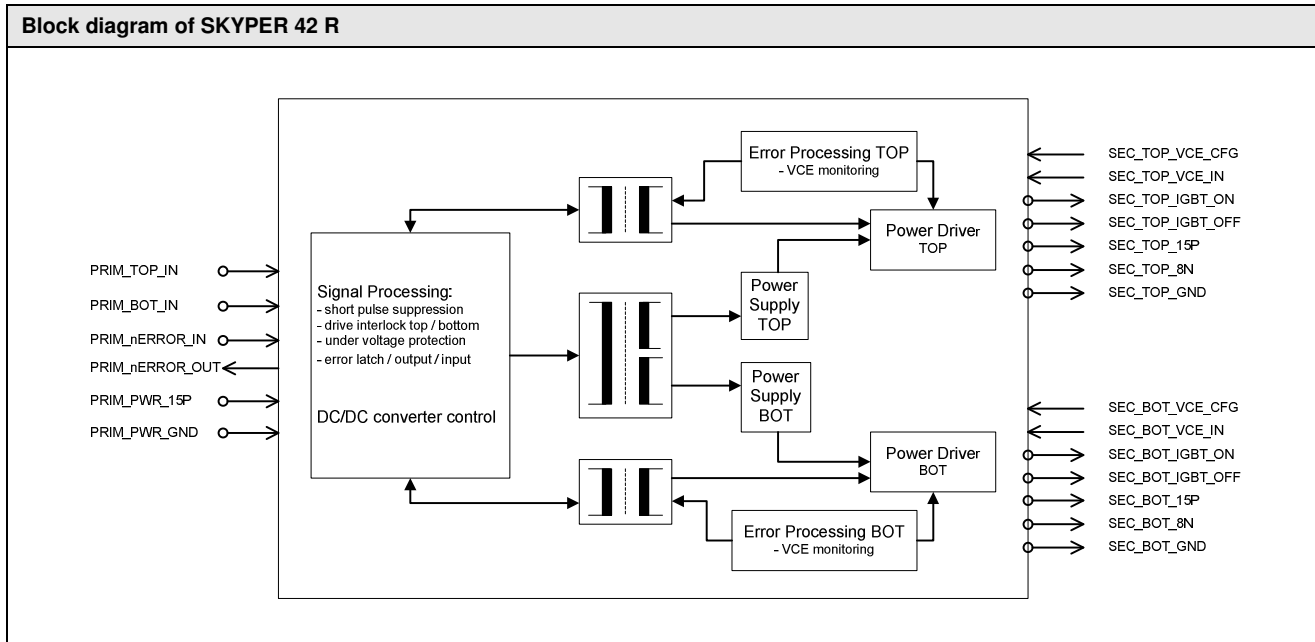 Block diagram of SKYPER 42 R
PRIM_TOP_IN
PRIM_BOT_IN
PRIM_nERROR_IN
PRIM_nERROR_OUT
PRIM_PWR_15P
PRIM_PWR_GND
Signal Processing:
- short pulse suppression
- drive interlock top / bottom
- under voltage protection
- error latch / output / input
DC/DC converter control
Error Processing TOP
- VCE monitoring
Power Driver
TOP
Power
Supply
TOP
Power
Supply
BOT
Power Driver
BOT
Error Processing BOT
- VCE monitoring
SEC_TOP_VCE_CFG
SEC_TOP_VCE_IN
SEC_TOP_IGBT_ON
SEC_TOP_IGBT_OFF
SEC_TOP_15P
SEC_TOP_8N
SEC_TOP_GND
SEC_BOT_VCE_CFG
SEC_BOT_VCE_IN
SEC_BOT_IGBT_ON
SEC_BOT_IGBT_OFF
SEC_BOT_15P
SEC_BOT_8N
SEC_BOT_GND